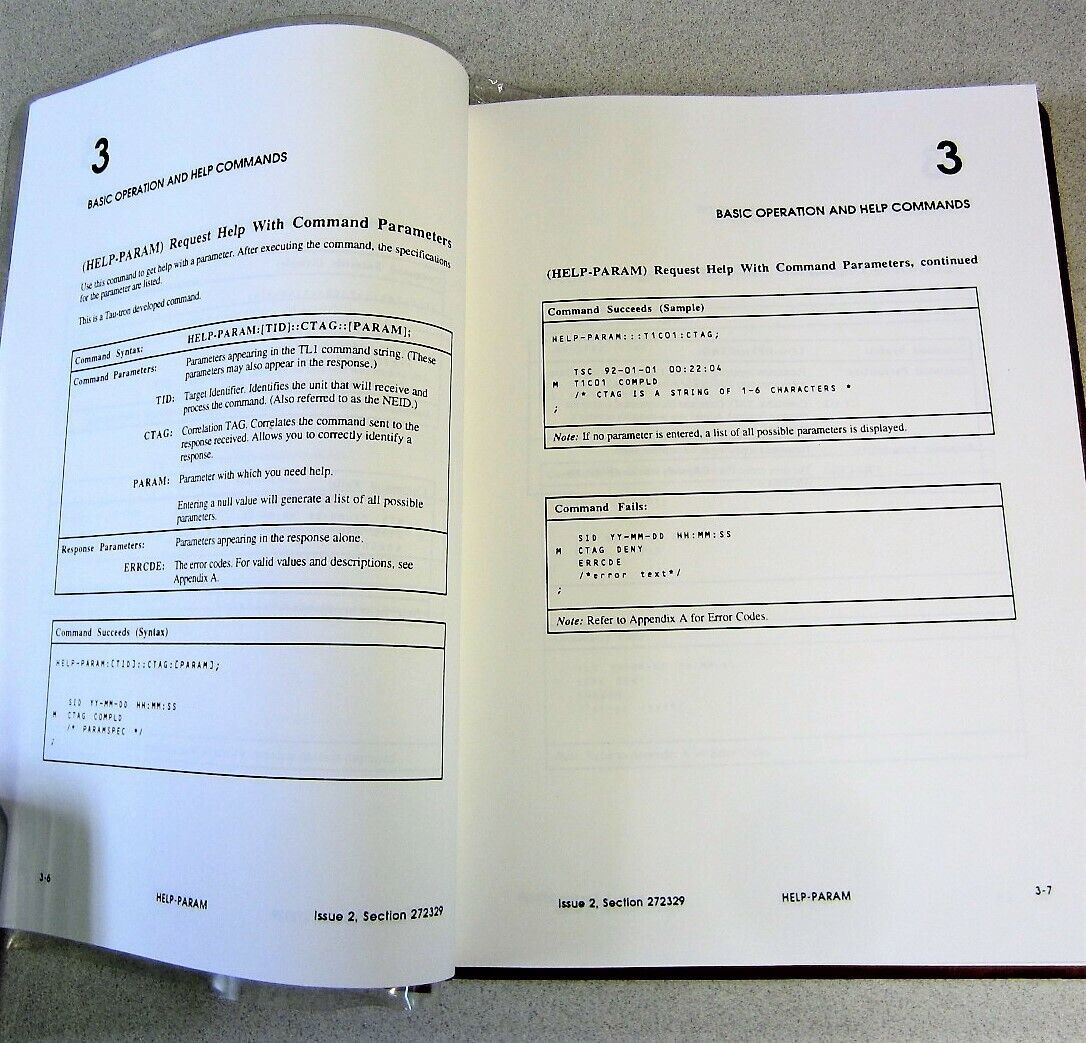 3
BASIC OPERATION AND HELP COMMANDS
(HELP-PARAM) Request Help With Command Parameters
Use this command to get help with a parameter. After executing the command, the specifications
for the parameter are listed.
This is a Tau-tron developed command.
Command Syntax: HELP-PARAM:[TID]::CTAG::[PARAM];
Command Parameters: Parameters appearing in the TL1 command string. (These
parameters may also appear in the response.)
TID: Target Identifier. Identifies the unit that will receive and
process the command. (Also referred to as the NEID.)
CTAG: Correlation TAG. Correlates the command sent to the
response received. Allows you to correctly identify a
response.
PARAM: Parameter with which you need help.
Entering a null value will generate a list of all possible
parameters.
Response Parameters: Parameters appearing in the response alone.
ERRCDE: The error codes. For valid values and descriptions, see
Appendix A.
Command Succeeds (Syntax)
HELP-PARAM:[TID]::CTAG:[PARAM];
SID YY-MM-DD HH:MM:SS
M CTAG COMPLD
/* PARAMSPEC */
;
3-6
HELP-PARAM
Issue 2, Section 272329
3
BASIC OPERATION AND HELP COMMANDS
(HELP-PARAM) Request Help With Command Parameters, continued
Command Succeeds (Sample)
HELP-PARAM:::T1C01:CTAG;
TSC 92-01-01 00:22:04
M T1C01 COMPLD
/* CTAG IS A STRING OF 1-6 CHARACTERS *
;
Note: If no parameter is entered, a list of all possible parameters is displayed.
Command Fails:
SID YY-MM-DD HH:MM:SS
M CTAG DENY
ERRCDE
/*error text*/
;
Note: Refer to Appendix A for Error Codes.
Issue 2, Section 272329
HELP-PARAM
3-7